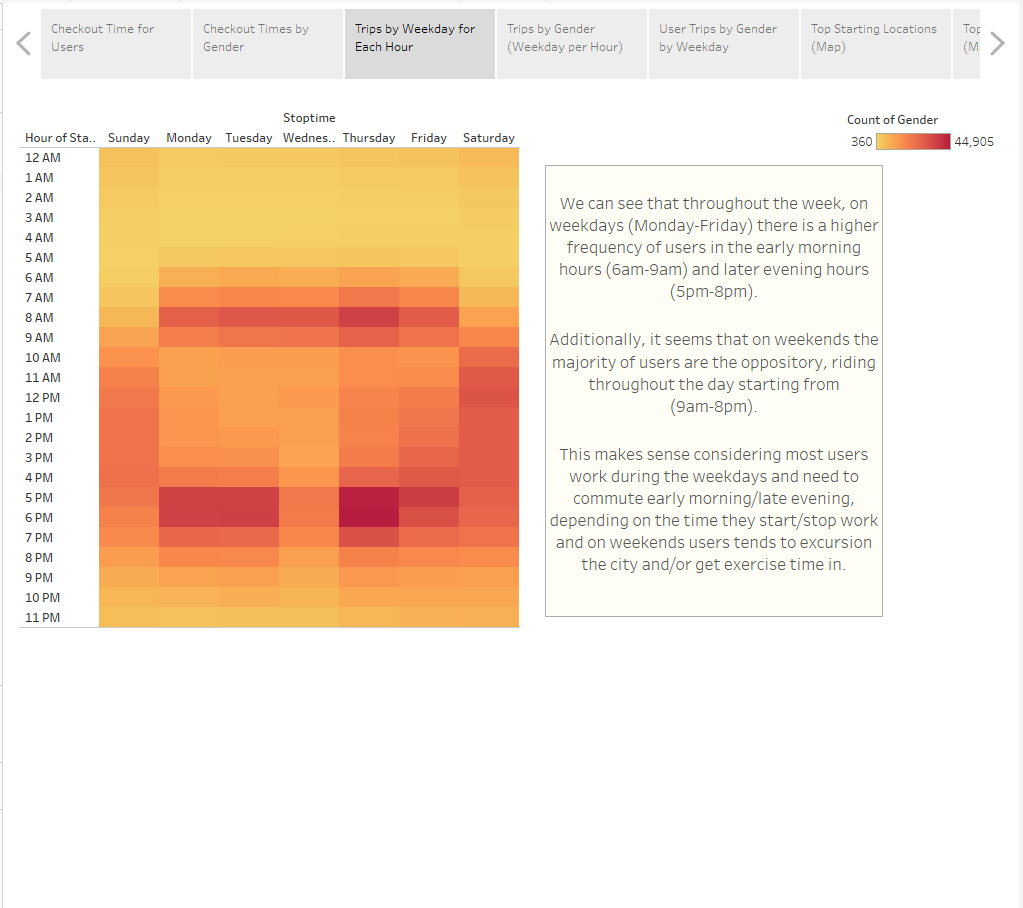 Checkout Time for
Users
Checkout Times by
Gender
Trips by Weekday for
Each Hour
Trips by Gender
(Weekday per Hour)
User Trips by Gender
by Weekday
Top Starting Locations
(Map)
Top
(M
Stoptime
Hour of Sta.. Sunday Monday Tuesday Wednes.. Thursday Friday Saturday
12 AM
1 AM
2 AM
3 AM
4 AM
5 AM
6 AM
7 AM
8 AM
9 AM
10 AM
11 AM
12 PM
1 PM
2 PM
3 PM
4 PM
5 PM
6 PM
7 PM
8 PM
9 PM
10 PM
11 PM
Count of Gender
360 44,905
We can see that throughout the week, on
weekdays (Monday-Friday) there is a higher
frequency of users in the early morning
hours (6am-9am) and later evening hours
(5pm-8pm).
Additionally, it seems that on weekends the
majority of users are the oppository, riding
throughout the day starting from
(9am-8pm).
This makes sense considering most users
work during the weekdays and need to
commute early morning/late evening,
depending on the time they start/stop work
and on weekends users tends to excursion
the city and/or get exercise time in.